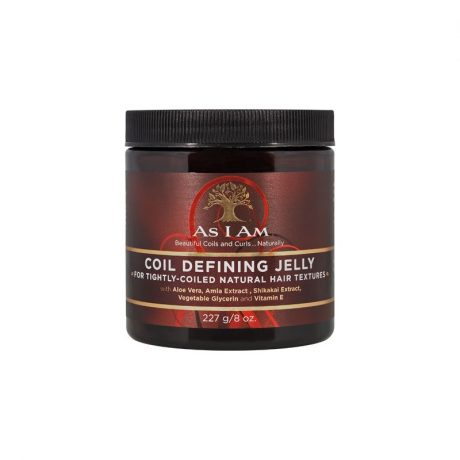 As I Am
Beautiful Coils and Curls... Naturally
COIL DEFINING JELLY
FOR TIGHTLY-COILED NATURAL HAIR TEXTURES
with Aloe Vera, Amla Extract, Shikakai Extract,
Vegetable Glycerin and Vitamin E
227 g/8 oz.